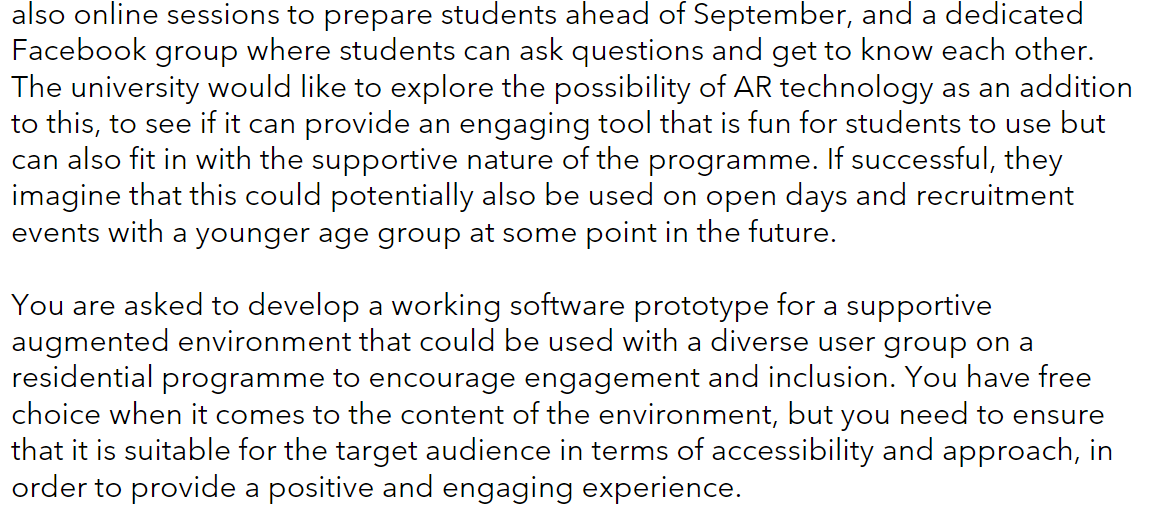 also online sessions to prepare students ahead of September, and a dedicated
Facebook group where students can ask questions and get to know each other.
The university would like to explore the possibility of AR technology as an addition
to this, to see if it can provide an engaging tool that is fun for students to use but
can also fit in with the supportive nature of the programme. If successful, they
imagine that this could potentially also be used on open days and recruitment
events with a younger age group at some point in the future.
You are asked to develop a working software prototype for a supportive
augmented environment that could be used with a diverse user group on a
residential programme to encourage engagement and inclusion. You have free
choice when it comes to the content of the environment, but you need to ensure
that it is suitable for the target audience in terms of accessibility and approach, in
order to provide a positive and engaging experience.